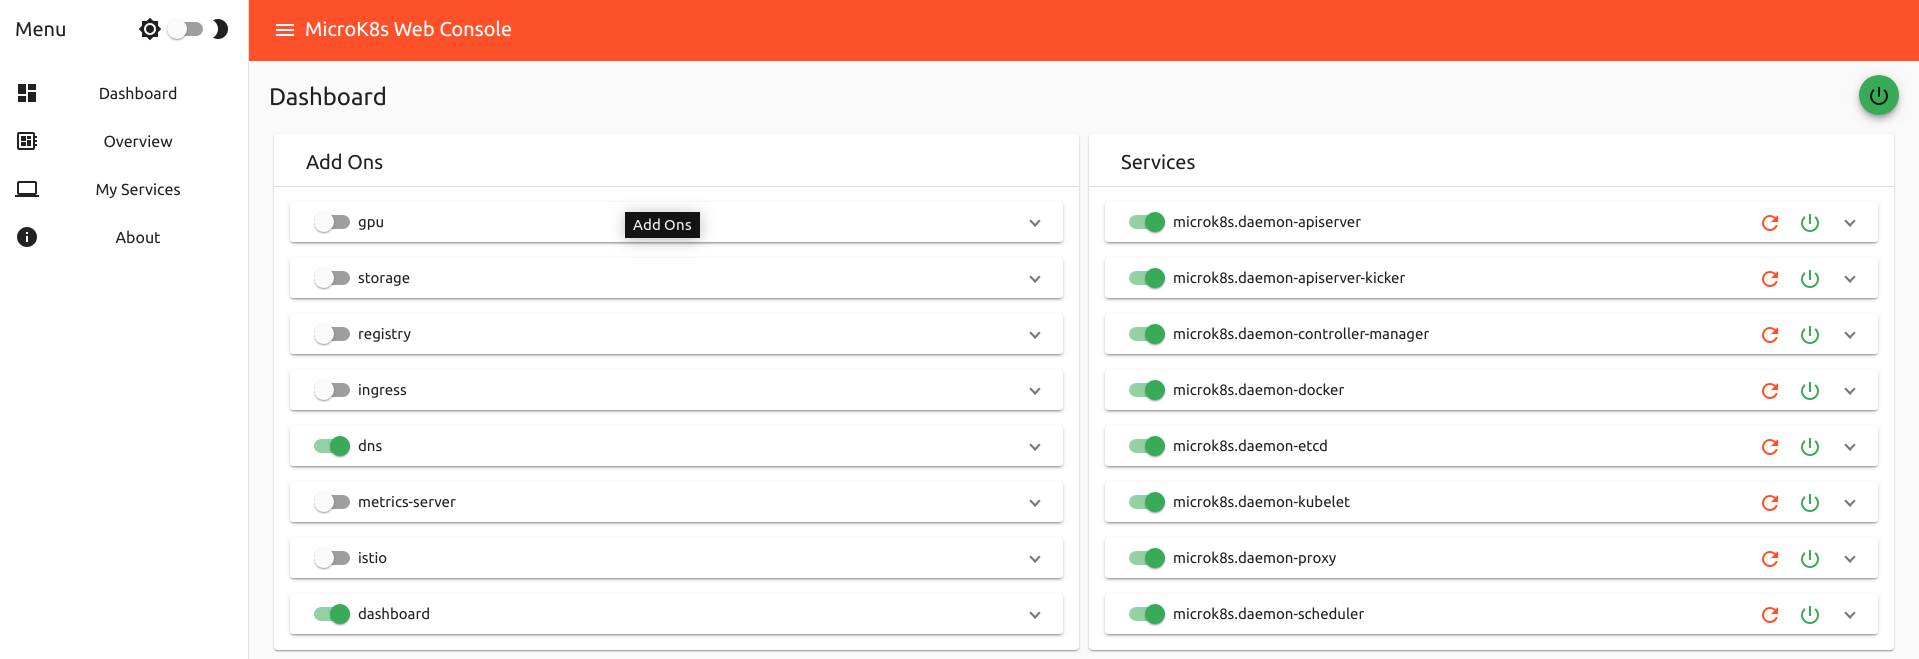 Menu
MicroK8s Web Console
Dashboard
Overview
My Services
About
Dashboard
Add Ons
gpu
Add Ons
storage
registry
ingress
dns
metrics-server
istio
dashboard
Services
microk8s.daemon-apiserver
microk8s.daemon-apiserver-kicker
microk8s.daemon-controller-manager
microk8s.daemon-docker
microk8s.daemon-etcd
microk8s.daemon-kubelet
microk8s.daemon-proxy
microk8s.daemon-scheduler